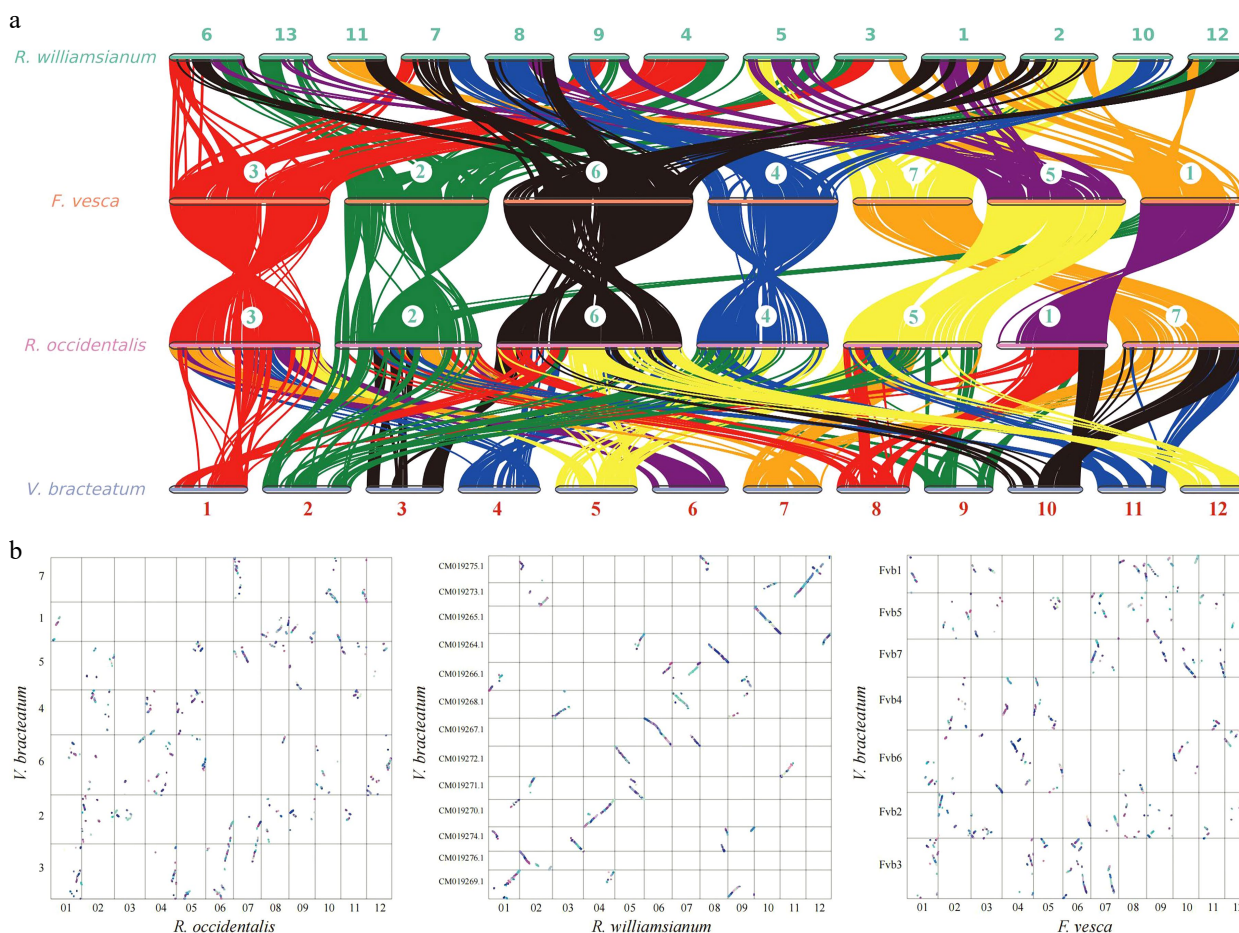 a
6 13 11 7 8 9 4 5 3 1 2 10 12
R. williamsianum
3 2 6 4 7 5 1
F. vesca
3 2 6 4 5 1 7
R. occidentalis
V. bracteatum
1 2 3 4 5 6 7 8 9 10 11 12
b
V. bracteatum
7
1
5
4
6
2
3
01 02 03 04 05 06 07 08 09 10 11 12
R. occidentalis
V. bracteatum
CM019275.1
CM019273.1
CM019265.1
CM019264.1
CM019266.1
CM019268.1
CM019267.1
CM019272.1
CM019271.1
CM019270.1
CM019274.1
CM019276.1
CM019269.1
01 02 03 04 05 06 07 08 09 10 11 12
R. williamsianum
V. bracteatum
Fvb1
Fvb5
Fvb7
Fvb4
Fvb6
Fvb2
Fvb3
01 02 03 04 05 06 07 08 09 10 11
F. vesca